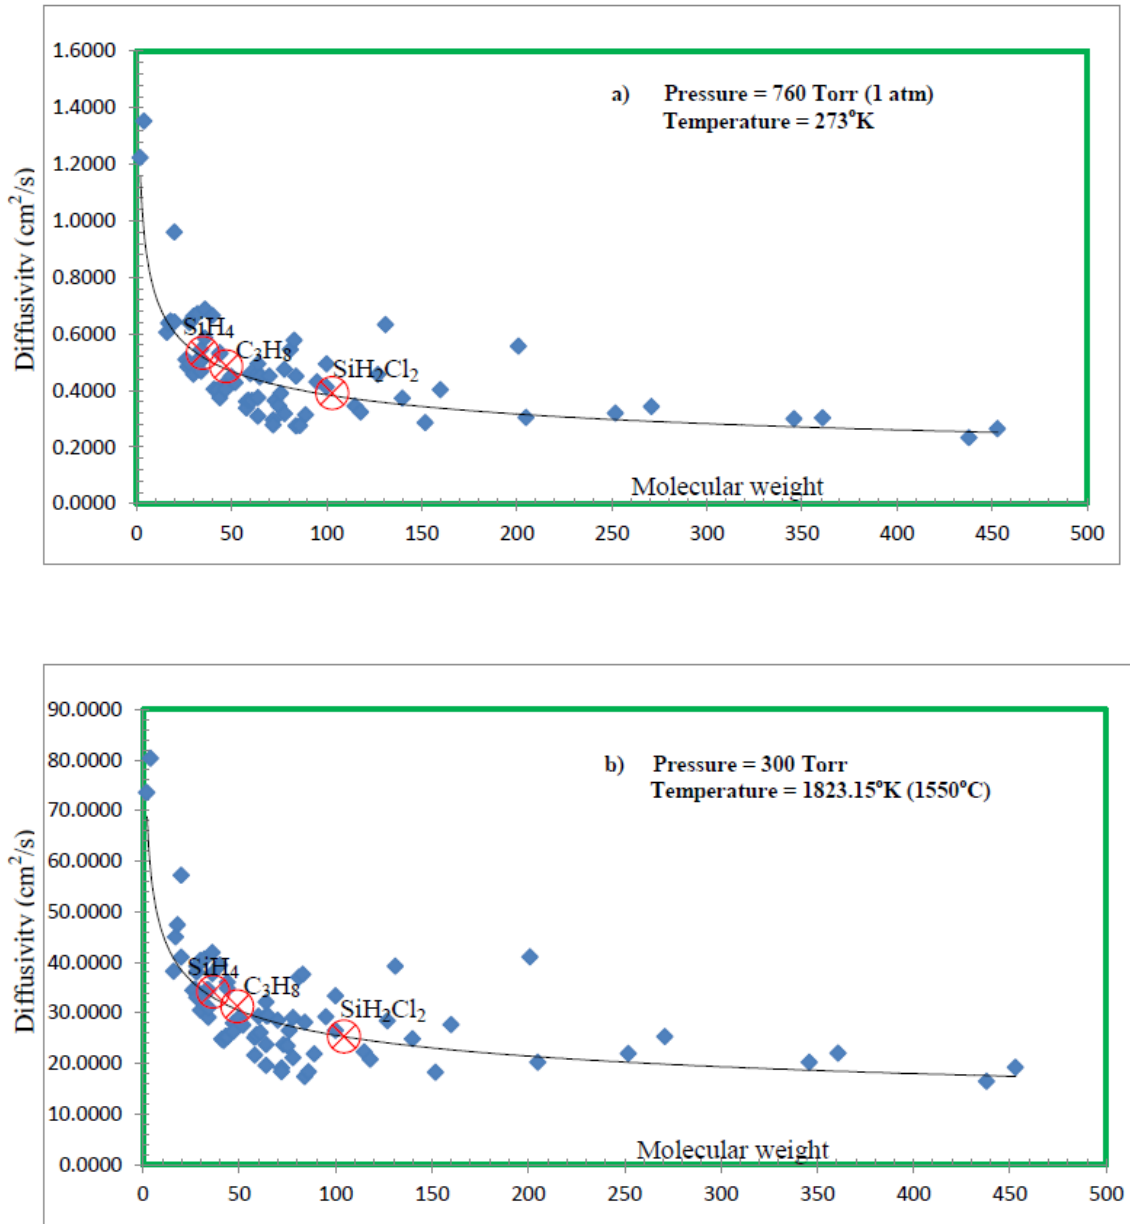 a) Pressure = 760 Torr (1 atm)
Temperature = 273°K
Diffusivity (cm²/s)
1.6000
1.4000
1.2000
1.0000
0.8000
0.6000
0.4000
0.2000
0.0000
SiH₄
C₃H₈
SiH₂Cl₂
Molecular weight
0 50 100 150 200 250 300 350 400 450 500
b) Pressure = 300 Torr
Temperature = 1823.15°K (1550°C)
Diffusivity (cm²/s)
90.0000
80.0000
70.0000
60.0000
50.0000
40.0000
30.0000
20.0000
10.0000
0.0000
SiH₄
C₃H₈
SiH₂Cl₂
Molecular weight
0 50 100 150 200 250 300 350 400 450 500